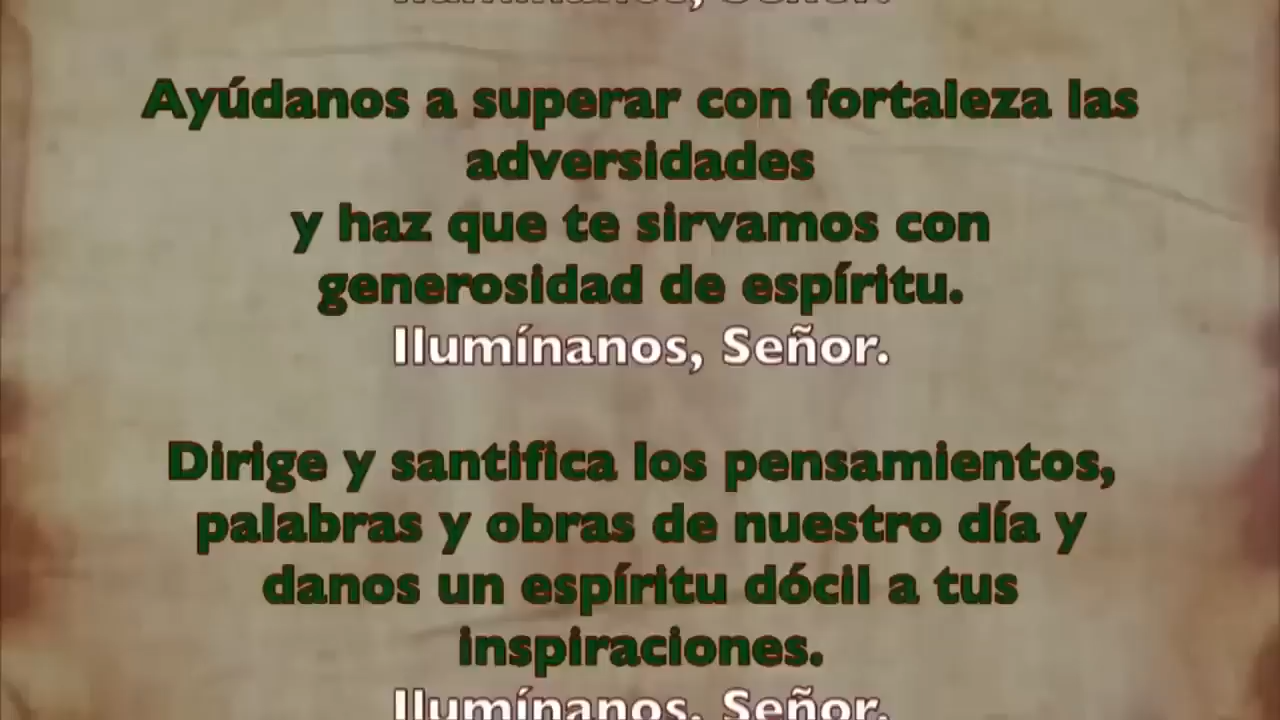 Ilumínanos, Señor.
Ayúdanos a superar con fortaleza las
adversidades
y haz que te sirvamos con
generosidad de espíritu.
Ilumínanos, Señor.
Dirige y santifica los pensamientos,
palabras y obras de nuestro día y
danos un espíritu dócil a tus
inspiraciones.
Ilumínanos, Señor.